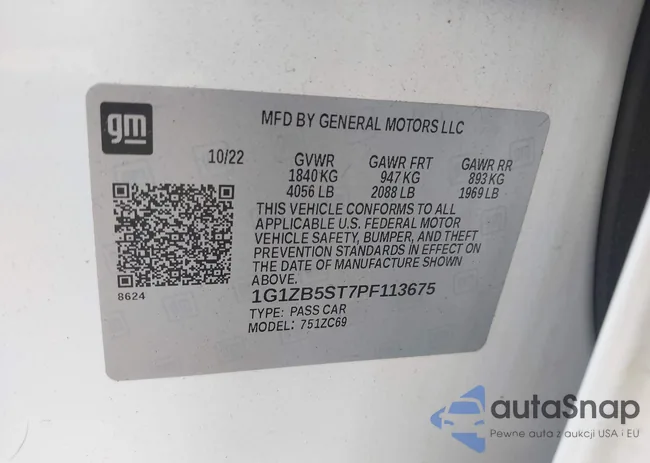 gm
MFD BY GENERAL MOTORS LLC
10/22 GVWR GAWR FRT GAWR RR
1840 KG 947 KG 893 KG
4056 LB 2088 LB 1969 LB
THIS VEHICLE CONFORMS TO ALL
APPLICABLE U.S. FEDERAL MOTOR
VEHICLE SAFETY, BUMPER, AND THEFT
PREVENTION STANDARDS IN EFFECT ON
THE DATE OF MANUFACTURE SHOWN
ABOVE.
8624
1G1ZB5ST7PF113675
TYPE: PASS CAR
MODEL: 751ZC69
autaSnap
Pewne auta z aukcji USA i EU